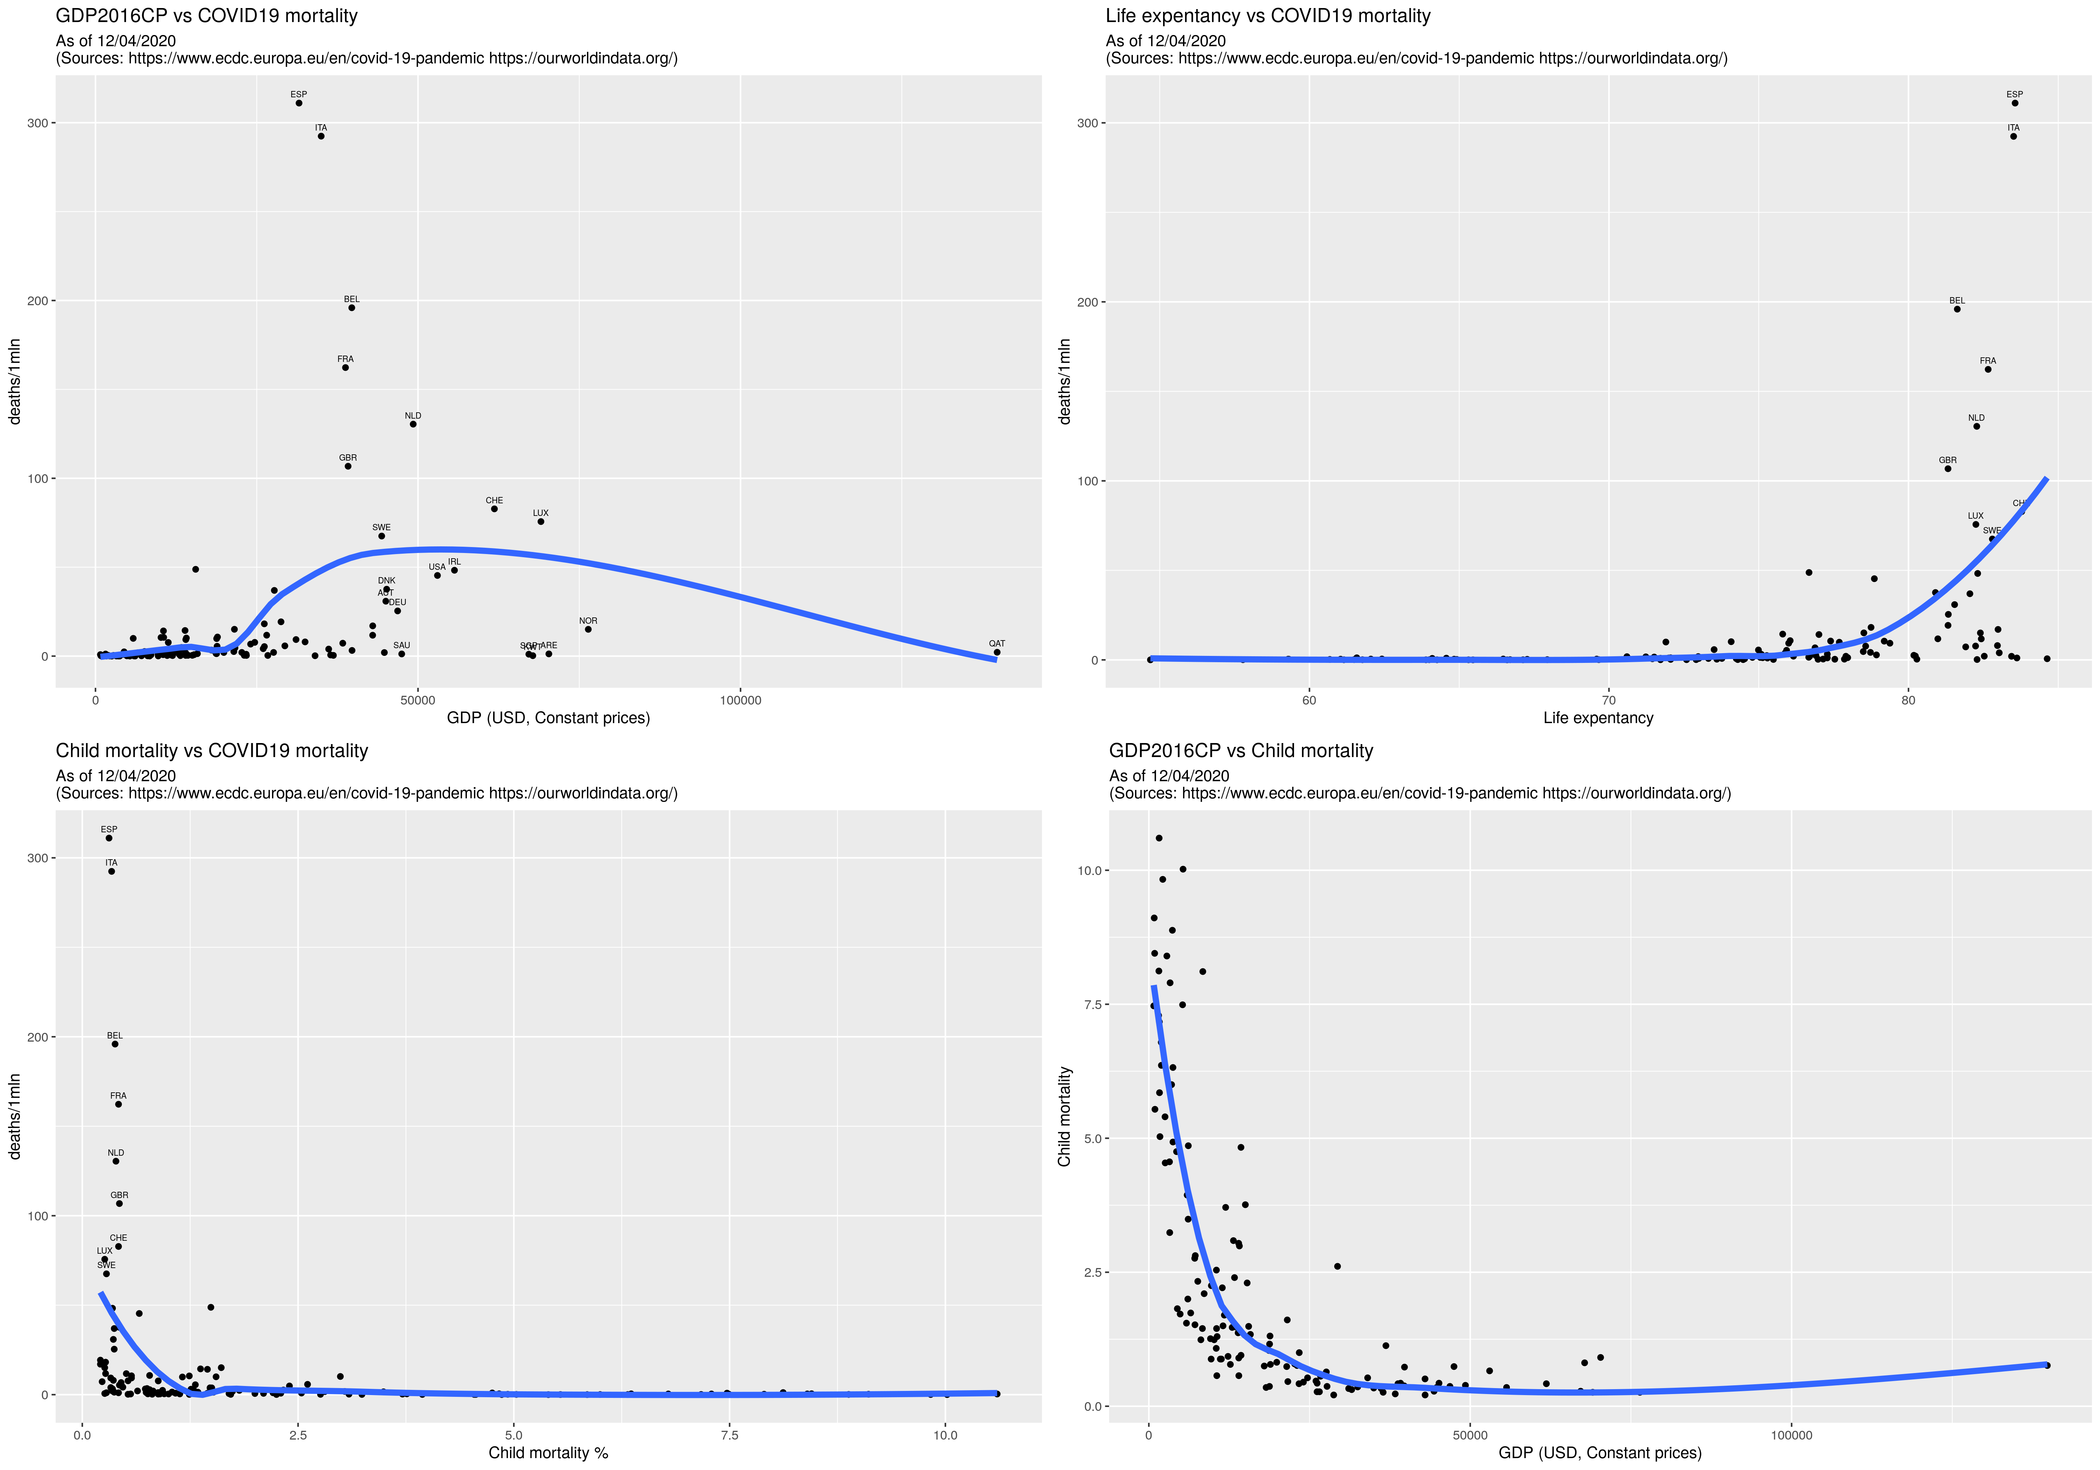 GDP2016CP vs COVID19 mortality
As of 12/04/2020
(Sources: https://www.ecdc.europa.eu/en/covid-19-pandemic https://ourworldindata.org/)
ESP
300
ITA
BEL
200
FRA
deaths/1mln
NLD
GBR
100
CHE
LUX
SWE
IRL
USA
DNK
AUT
DEU
NOR
SAU
KWT
ARE
QAT
0
0
50000
100000
GDP (USD, Constant prices)
Life expentancy vs COVID19 mortality
As of 12/04/2020
(Sources: https://www.ecdc.europa.eu/en/covid-19-pandemic https://ourworldindata.org/)
ESP
300
ITA
BEL
200
FRA
deaths/1mln
NLD
GBR
100
LUX
SWE
0
60
70
80
Life expentancy
Child mortality vs COVID19 mortality
As of 12/04/2020
(Sources: https://www.ecdc.europa.eu/en/covid-19-pandemic https://ourworldindata.org/)
ESP
300
ITA
BEL
200
FRA
deaths/1mln
NLD
GBR
100
CHE
LUX
SWE
0
0.0
2.5
5.0
7.5
10.0
Child mortality %
GDP2016CP vs Child mortality
As of 12/04/2020
(Sources: https://www.ecdc.europa.eu/en/covid-19-pandemic https://ourworldindata.org/)
10.0
7.5
Child mortality
5.0
2.5
0.0
0
50000
100000
GDP (USD, Constant prices)